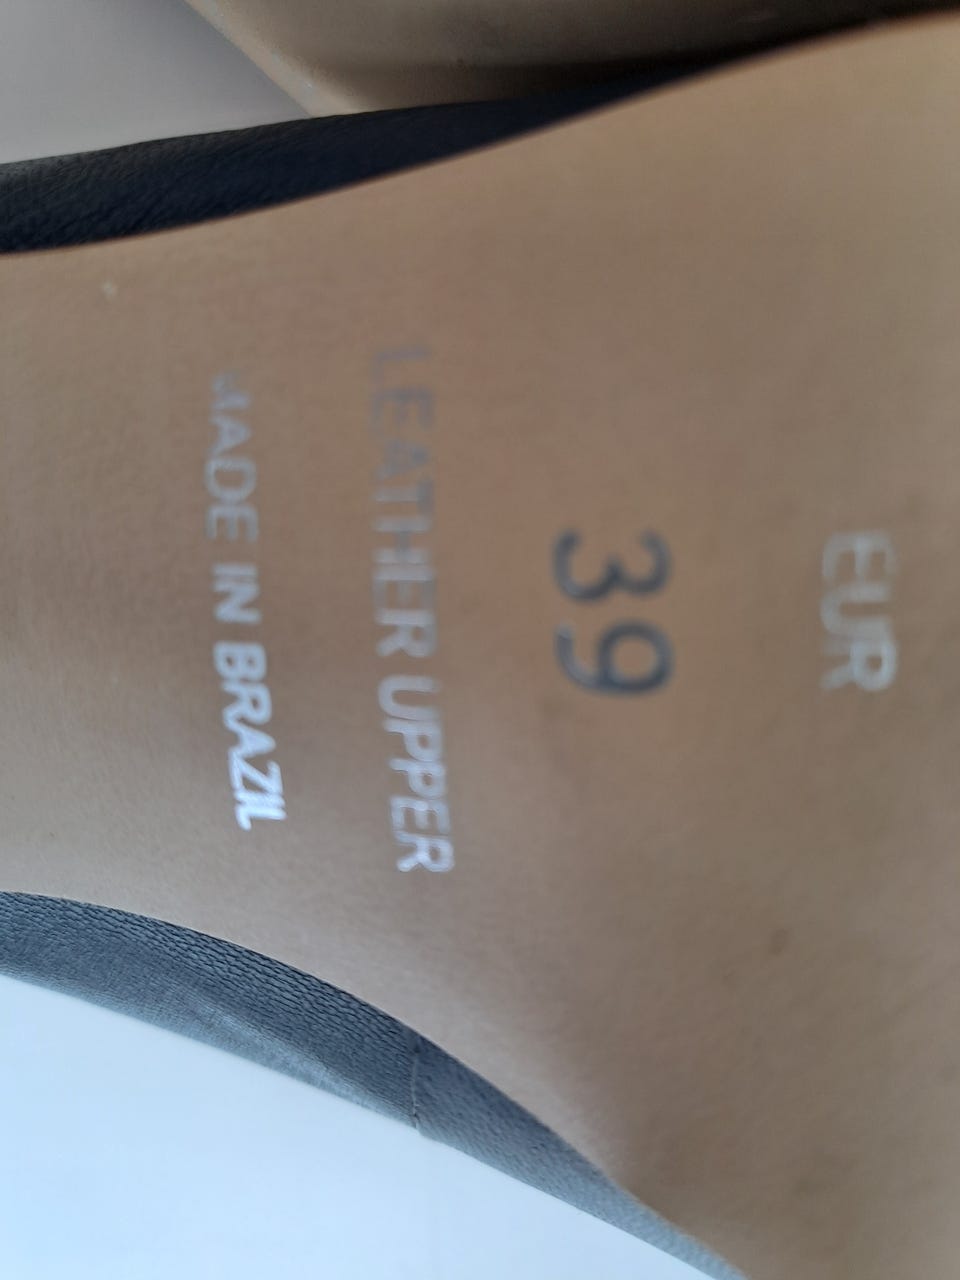 EUR
39
LEATHER UPPER
MADE IN BRAZIL